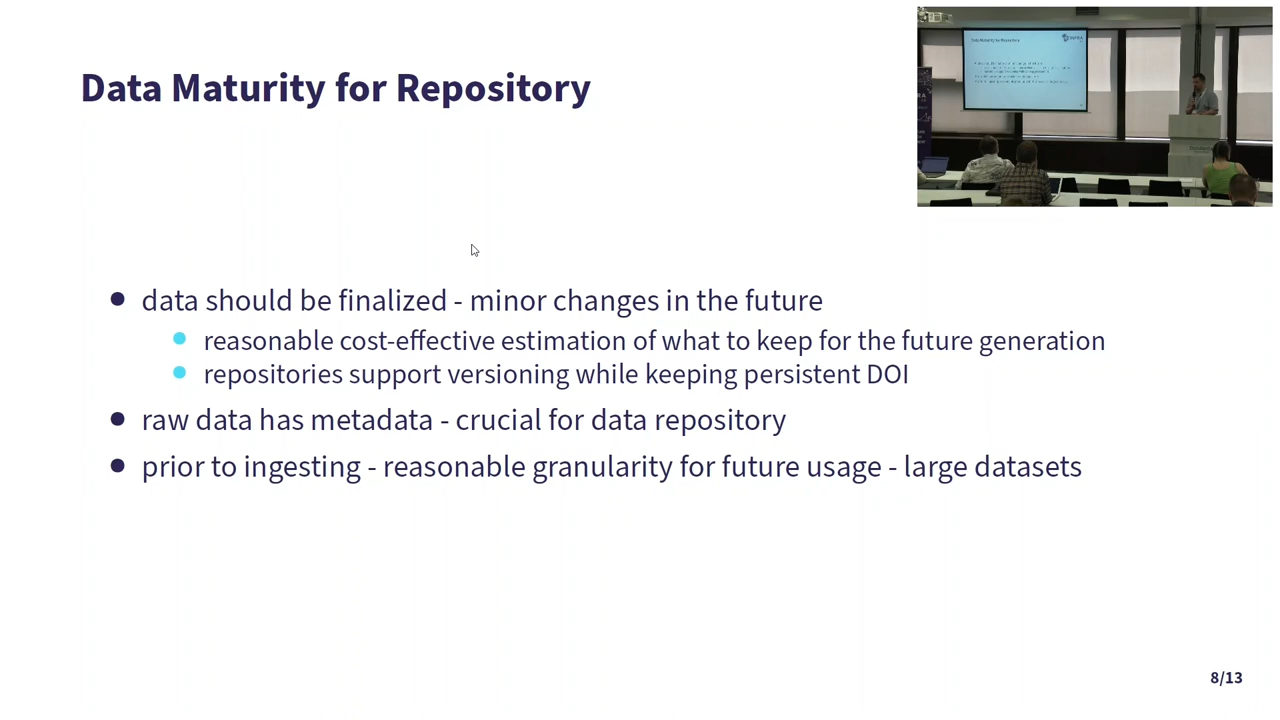 Data Maturity for Repository
data should be finalized - minor changes in the future
reasonable cost-effective estimation of what to keep for the future generation
repositories support versioning while keeping persistent DOI
raw data has metadata - crucial for data repository
prior to ingesting - reasonable granularity for future usage - large datasets
8/13